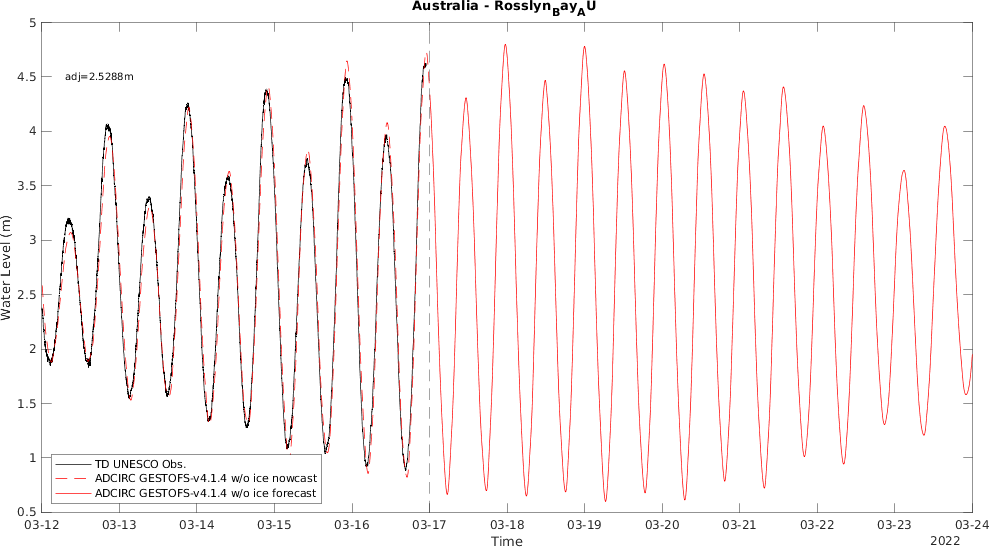 Australia - Rosslyn_Bay_AU
5
4.5
4
3.5
3
2.5
2
1.5
1
0.5
Water Level (m)
adj=2.5288m
TD UNESCO Obs.
ADCIRC GESTOFS-v4.1.4 w/o ice nowcast
ADCIRC GESTOFS-v4.1.4 w/o ice forecast
03-12 03-13 03-14 03-15 03-16 03-17 03-18 03-19 03-20 03-21 03-22 03-23 03-24
Time
2022